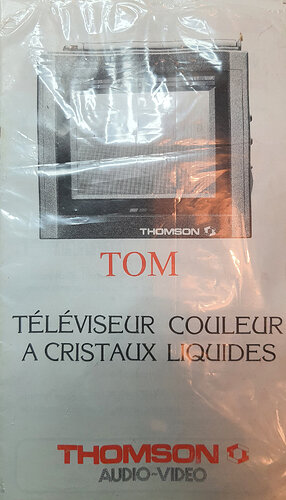 THOMSON
TOM
TÉLÉVISEUR COULEUR
A CRISTAUX LIQUIDES
THOMSON
AUDIO-VIDEO